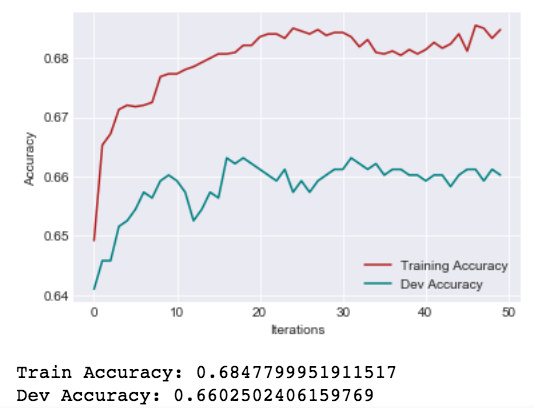 0.68
0.67
0.66
0.65
0.64
Accuracy
Training Accuracy
Dev Accuracy
0 10 20 30 40 50
Iterations
Train Accuracy: 0.6847799951911517
Dev Accuracy: 0.6602502406159769